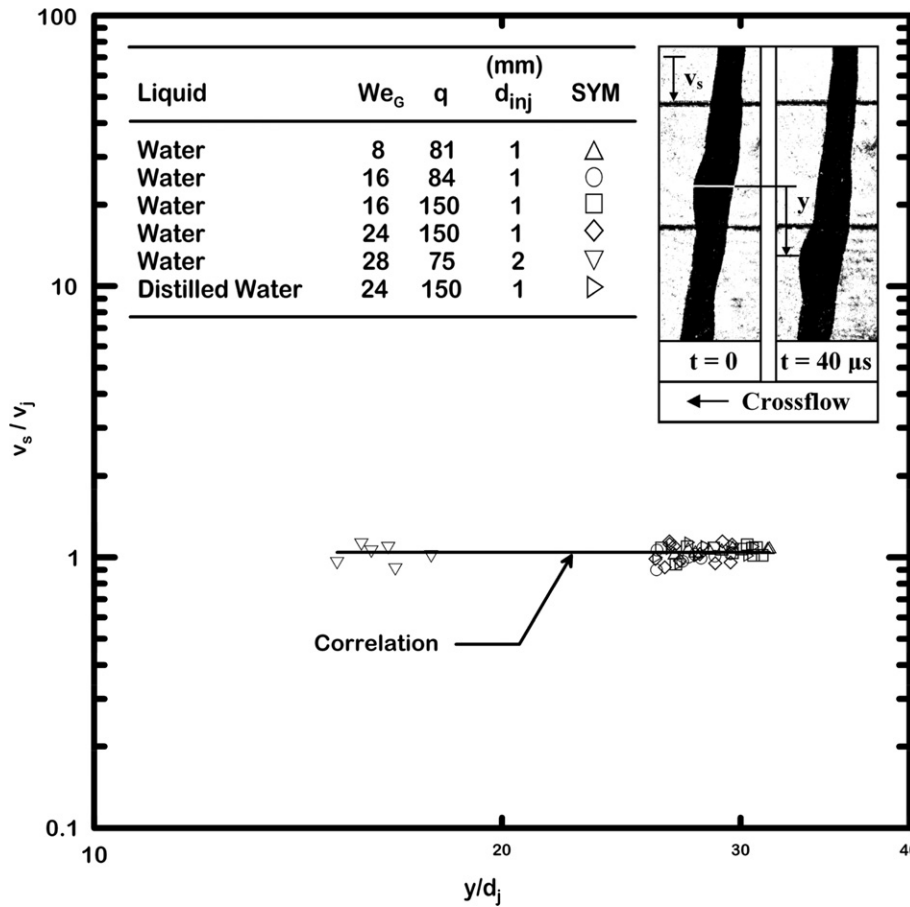 100
10
1
0.1
v_s / v_j
(mm)
Liquid We_G q d_inj SYM
Water 8 81 1 △
Water 16 84 1 ○
Water 16 150 1 □
Water 24 150 1 ◇
Water 28 75 2 ▽
Distilled Water 24 150 1 ▷
v_s
y
t = 0 t = 40 μs
← Crossflow
Correlation
10 20 30 40
y/d_j